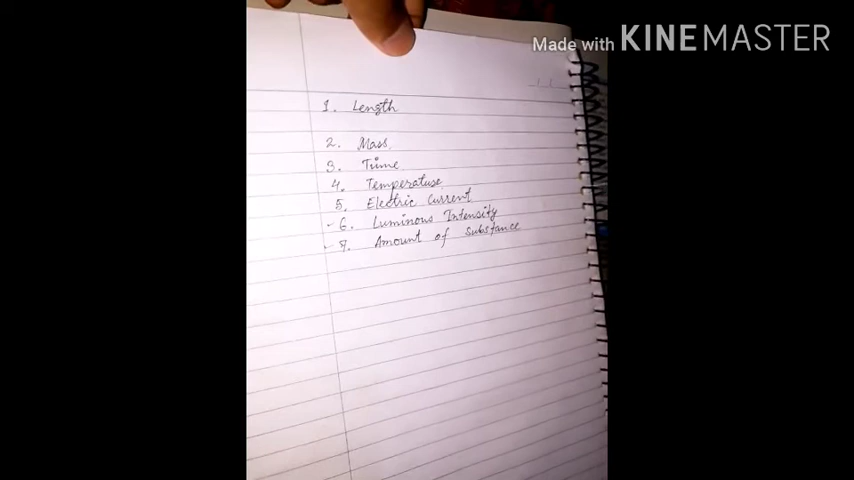 Made with KINEMASTER
1. Length
2. Mass
3. Time
4. Temperature
5. Electric Current
6. Luminous Intensity
7. Amount of Substance